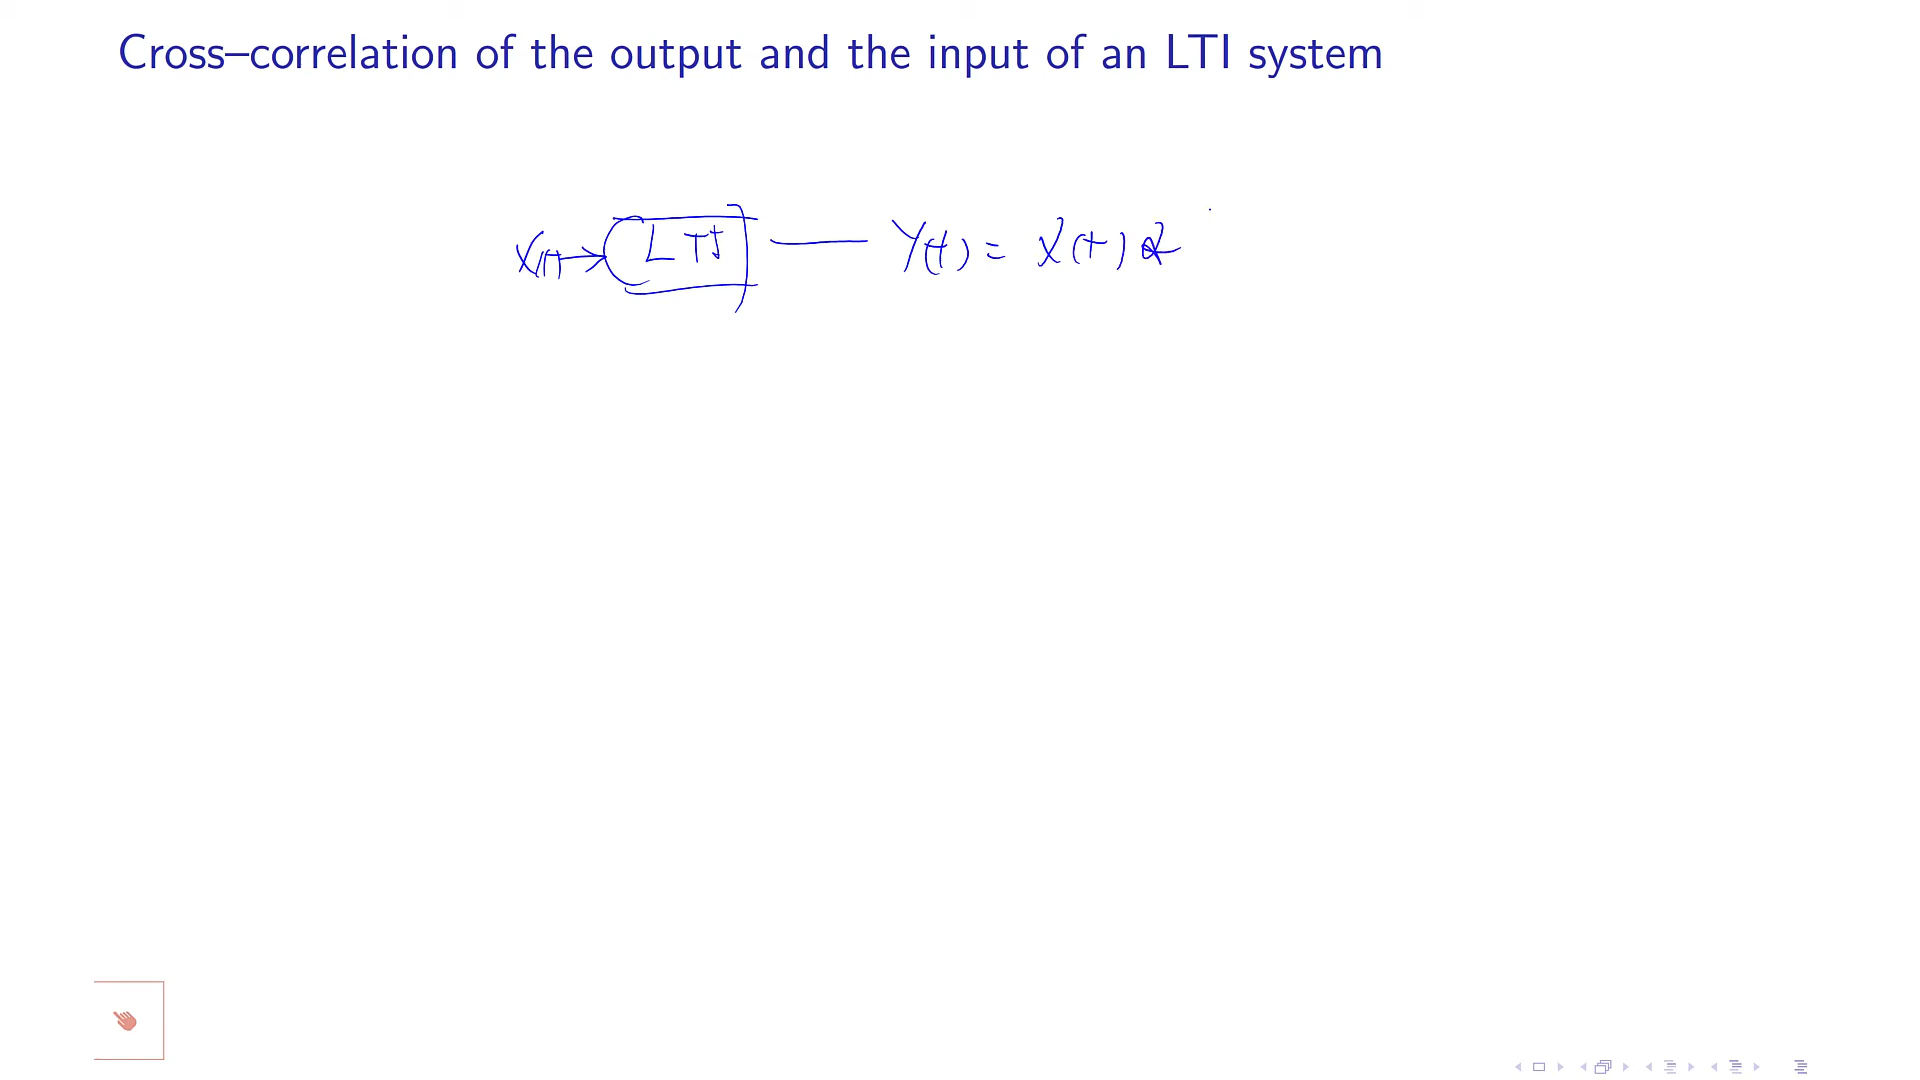 Cross–correlation of the output and the input of an LTI system
X(t) → LTI — Y(t) = X(t) *